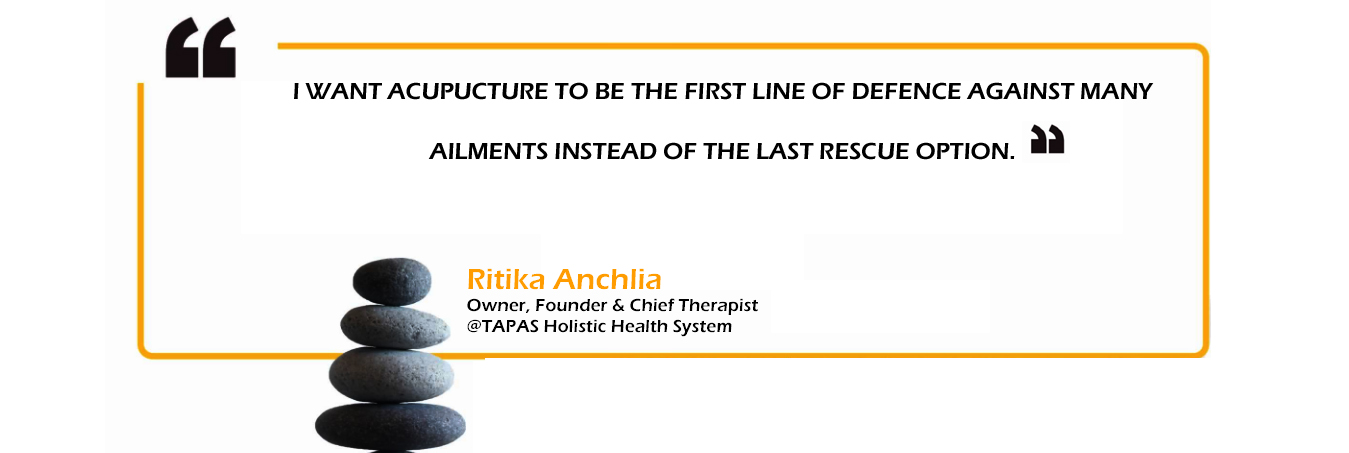 ❝
I WANT ACUPUCTURE TO BE THE FIRST LINE OF DEFENCE AGAINST MANY
AILMENTS INSTEAD OF THE LAST RESCUE OPTION. ❞
Ritika Anchlia
Owner, Founder & Chief Therapist
@TAPAS Holistic Health System